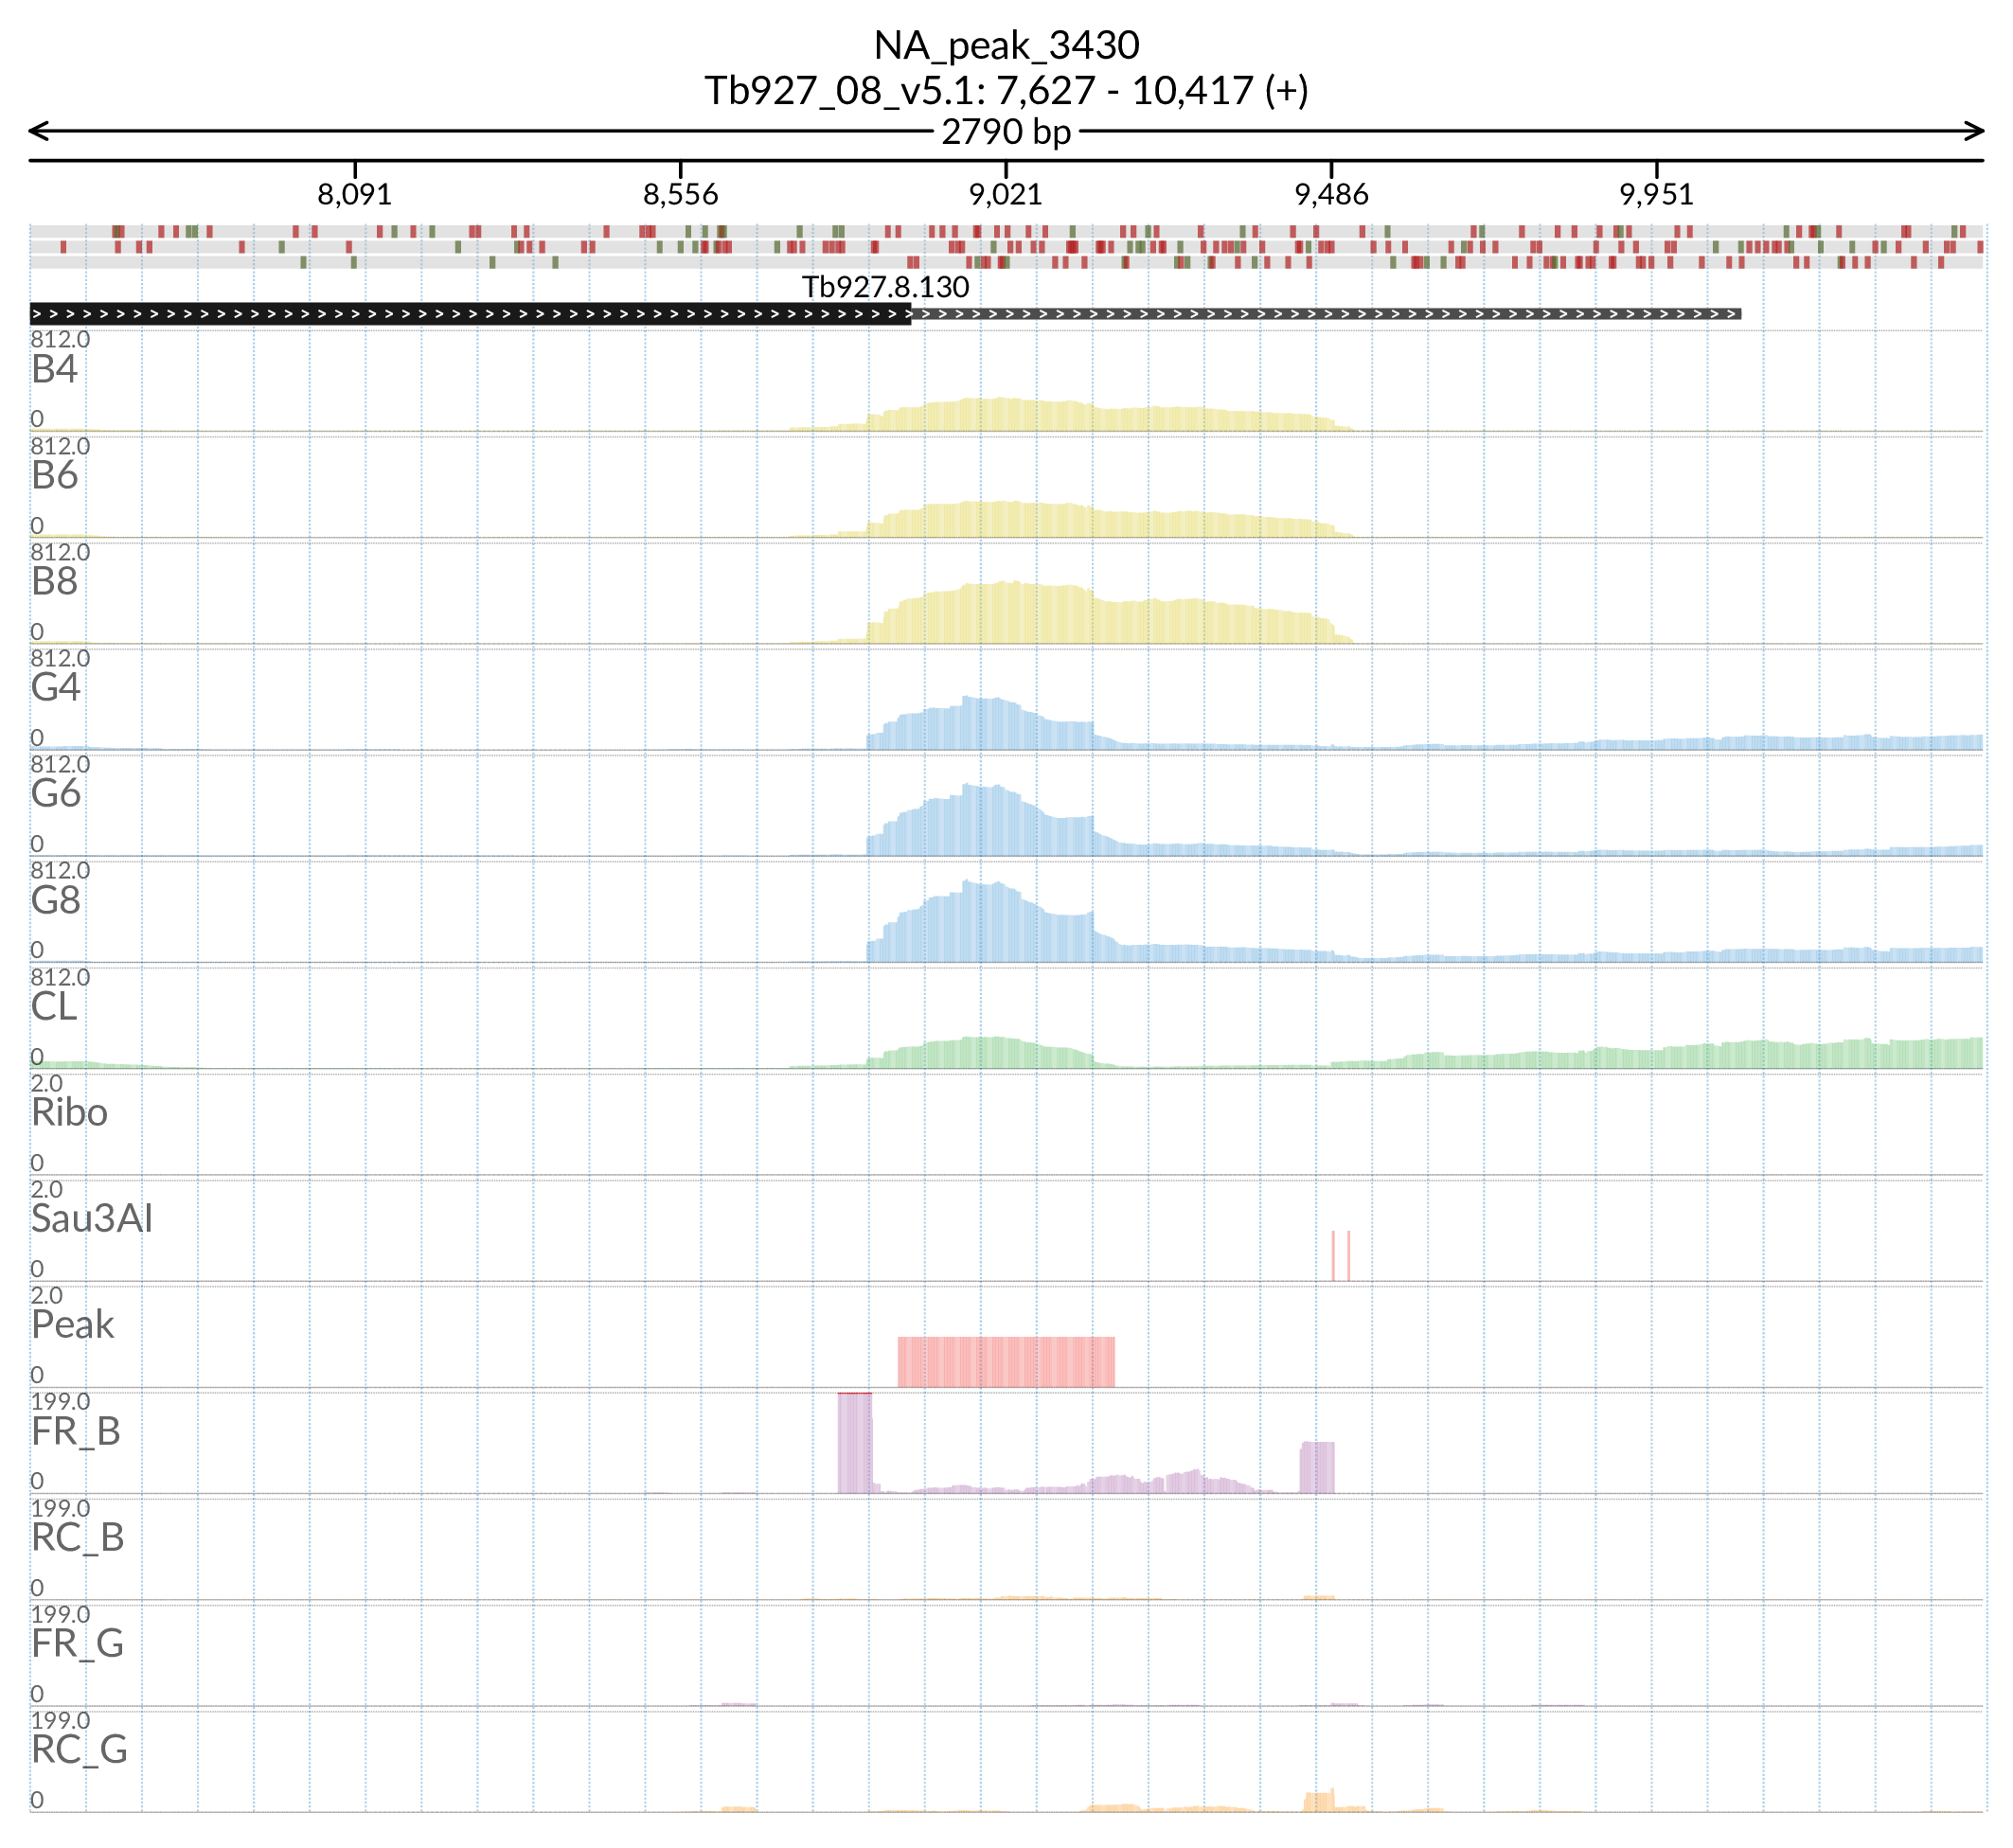 NA_peak_3430
Tb927_08_v5.1: 7,627 - 10,417 (+)
2790 bp
8,091 8,556 9,021 9,486 9,951
Tb927.8.130
812.0
B4
0
812.0
B6
0
812.0
B8
0
812.0
G4
0
812.0
G6
0
812.0
G8
0
812.0
CL
0
2.0
Ribo
0
2.0
Sau3AI
0
2.0
Peak
0
199.0
FR_B
0
199.0
RC_B
0
199.0
FR_G
0
199.0
RC_G
0